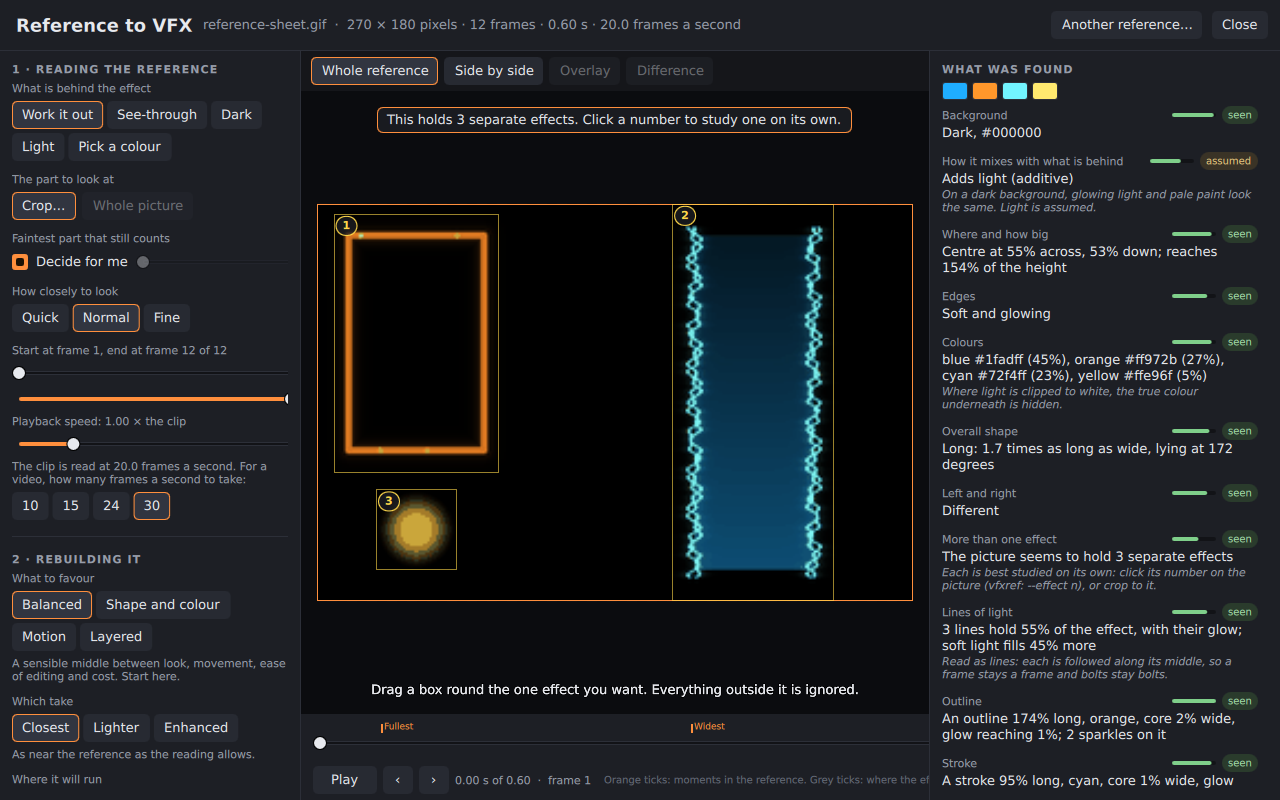 Reference to VFX reference-sheet.gif · 270 × 180 pixels · 12 frames · 0.60 s · 20.0 frames a second
Another reference... Close
1 · READING THE REFERENCE
What is behind the effect
Work it out See-through Dark
Light Pick a colour
The part to look at
Crop... Whole picture
Faintest part that still counts
Decide for me
How closely to look
Quick Normal Fine
Start at frame 1, end at frame 12 of 12
Playback speed: 1.00 × the clip
The clip is read at 20.0 frames a second. For a
video, how many frames a second to take:
10 15 24 30
2 · REBUILDING IT
What to favour
Balanced Shape and colour
Motion Layered
A sensible middle between look, movement, ease
of editing and cost. Start here.
Which take
Closest Lighter Enhanced
As near the reference as the reading allows.
Where it will run
Whole reference Side by side Overlay Difference
This holds 3 separate effects. Click a number to study one on its own.
1
2
3
Drag a box round the one effect you want. Everything outside it is ignored.
Fullest Widest
Play ‹ › 0.00 s of 0.60 · frame 1 Orange ticks: moments in the reference. Grey ticks: where the ef
WHAT WAS FOUND
Background seen
Dark, #000000
How it mixes with what is behind assumed
Adds light (additive)
On a dark background, glowing light and pale paint look
the same. Light is assumed.
Where and how big seen
Centre at 55% across, 53% down; reaches
154% of the height
Edges seen
Soft and glowing
Colours seen
blue #1fadff (45%), orange #ff972b (27%),
cyan #72f4ff (23%), yellow #ffe96f (5%)
Where light is clipped to white, the true colour
underneath is hidden.
Overall shape seen
Long: 1.7 times as long as wide, lying at 172
degrees
Left and right seen
Different
More than one effect seen
The picture seems to hold 3 separate effects
Each is best studied on its own: click its number on the
picture (vfxref: --effect n), or crop to it.
Lines of light seen
3 lines hold 55% of the effect, with their glow;
soft light fills 45% more
Read as lines: each is followed along its middle, so a
frame stays a frame and bolts stay bolts.
Outline seen
An outline 174% long, orange, core 2% wide,
glow reaching 1%; 2 sparkles on it
Stroke seen
A stroke 95% long, cyan, core 1% wide, glow